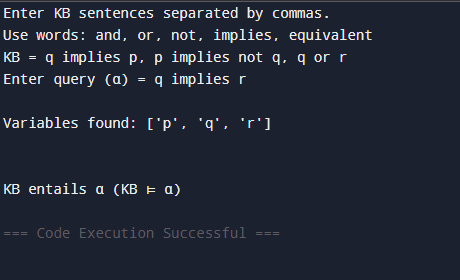 Enter KB sentences separated by commas.
Use words: and, or, not, implies, equivalent
KB = q implies p, p implies not q, q or r
Enter query (α) = q implies r
Variables found: ['p', 'q', 'r']
KB entails α (KB ⊨ α)
=== Code Execution Successful ===